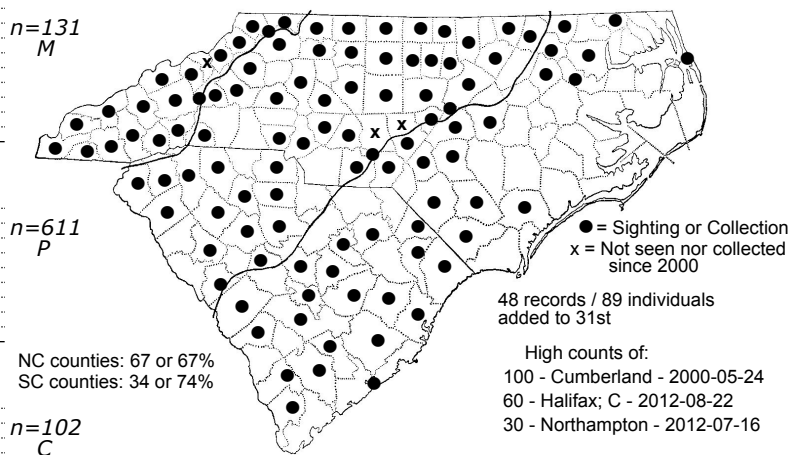 n=131
M
n=611
P
n=102
C
x
x
x
● = Sighting or Collection
x = Not seen nor collected
since 2000
48 records / 89 individuals
added to 31st
NC counties: 67 or 67%
SC counties: 34 or 74%
High counts of:
100 - Cumberland - 2000-05-24
60 - Halifax; C - 2012-08-22
30 - Northampton - 2012-07-16